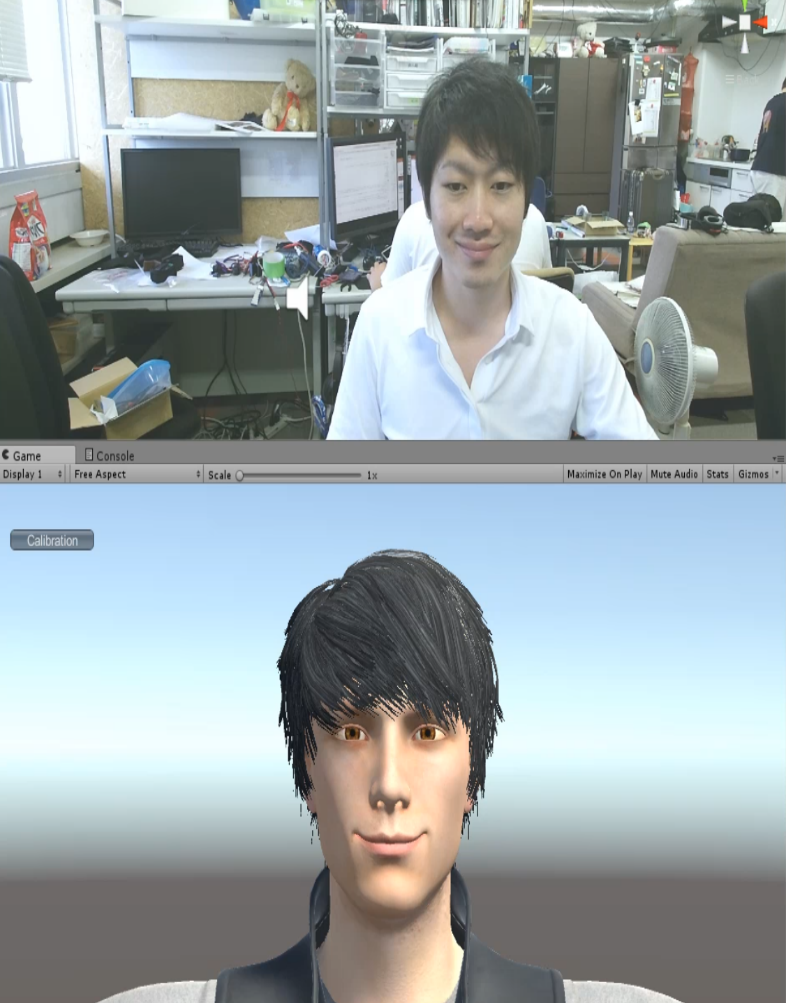 Game Console
Display 1 Free Aspect Scale 1x Maximize On Play Mute Audio Stats Gizmos
Calibration